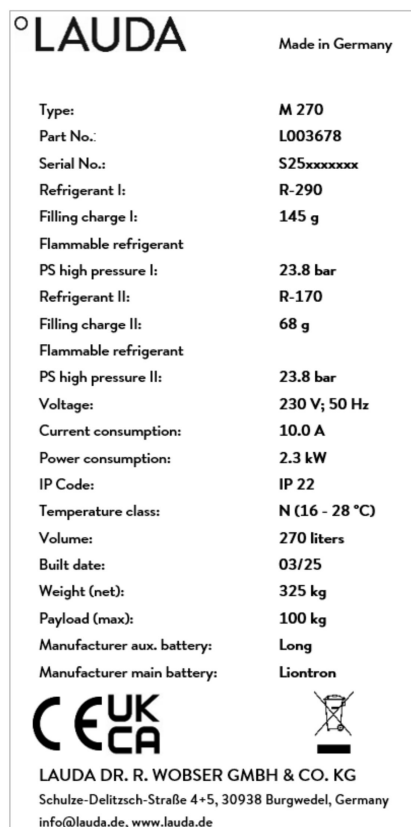 LAUDA Made in Germany
Type: M 270
Part No.: L003678
Serial No.: S25xxxxxxx
Refrigerant I: R-290
Filling charge I: 145 g
Flammable refrigerant
PS high pressure I: 23.8 bar
Refrigerant II: R-170
Filling charge II: 68 g
Flammable refrigerant
PS high pressure II: 23.8 bar
Voltage: 230 V; 50 Hz
Current consumption: 10.0 A
Power consumption: 2.3 kW
IP Code: IP 22
Temperature class: N (16 - 28 °C)
Volume: 270 liters
Built date: 03/25
Weight (net): 325 kg
Payload (max): 100 kg
Manufacturer aux. battery: Long
Manufacturer main battery: Liontron
CE UK
CA
LAUDA DR. R. WOBSER GMBH & CO. KG
Schulze-Delitzsch-Straße 4+5, 30938 Burgwedel, Germany
info@lauda.de, www.lauda.de